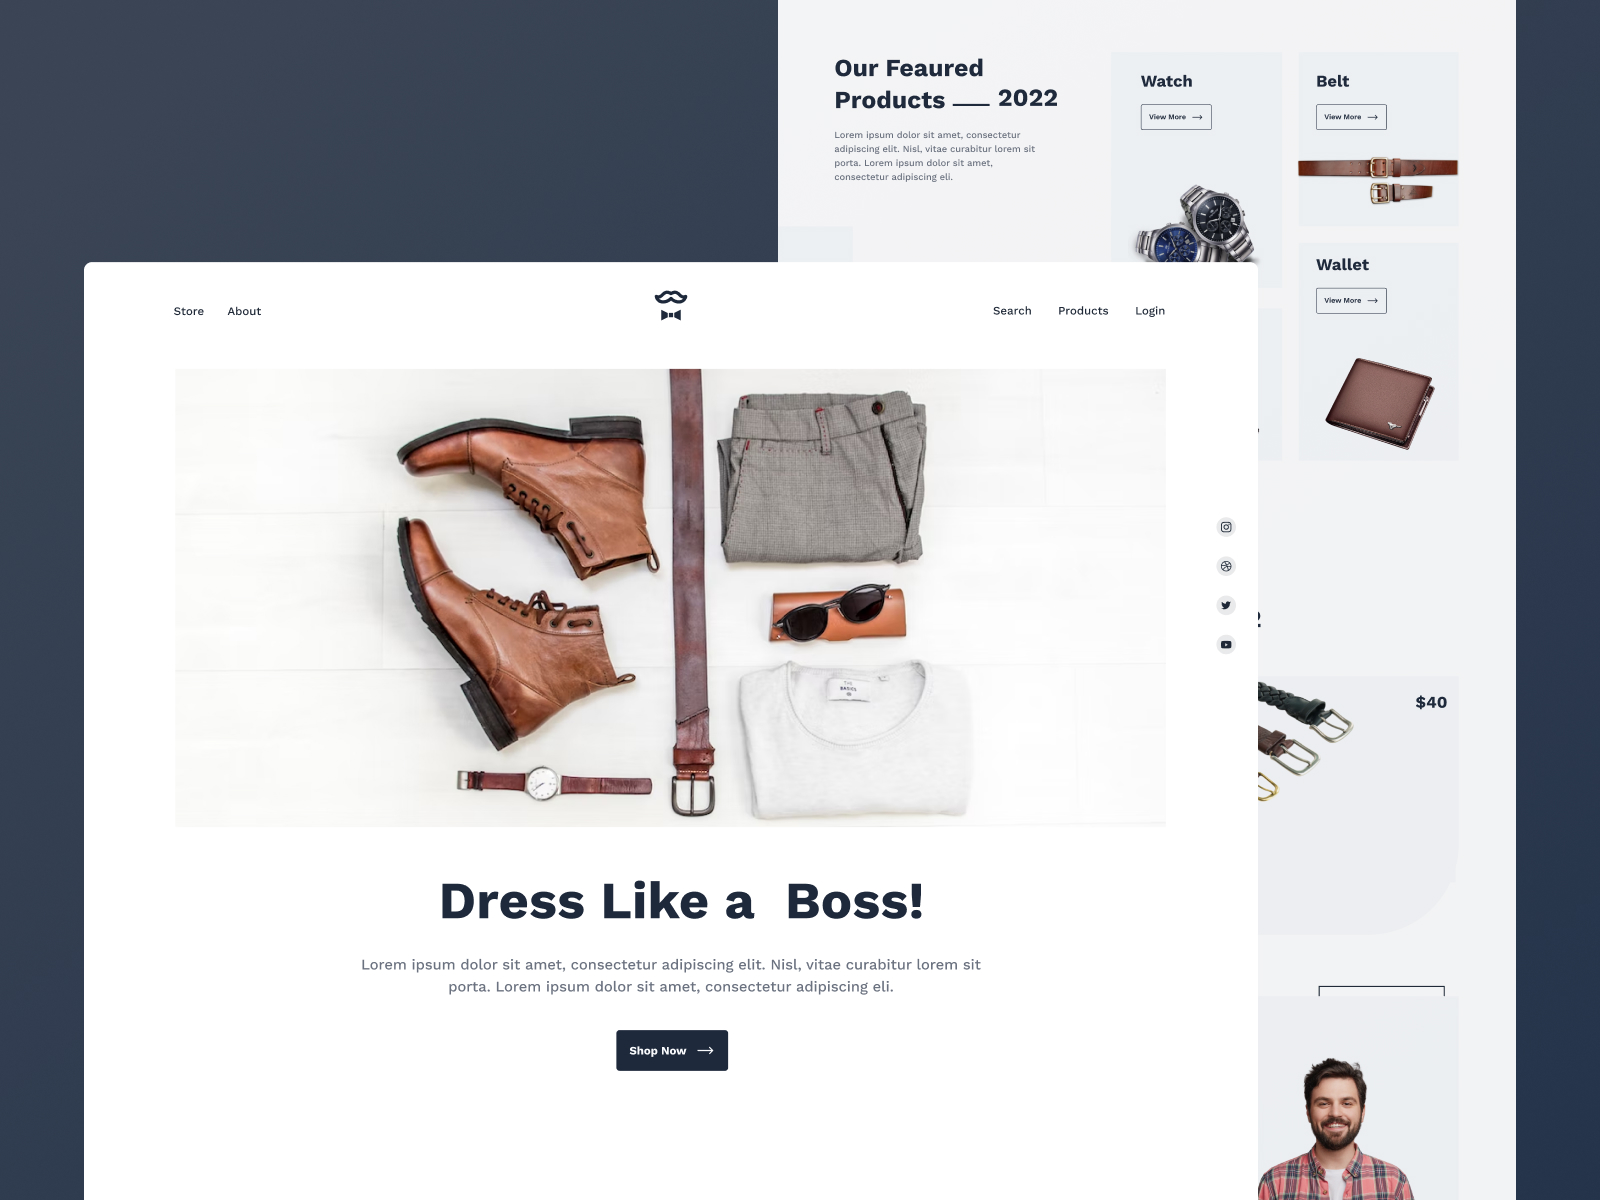 Our Feaured
Products
2022
Lorem ipsum dolor sit amet, consectetur
adipiscing elit. Nisl, vitae curabitur lorem sit
porta. Lorem ipsum dolor sit amet,
consectetur adipiscing eli.
Watch
View More
Belt
View More
Wallet
View More
Store
About
Search
Products
Login
THE
BASICS
$40
Dress Like a  Boss!
Lorem ipsum dolor sit amet, consectetur adipiscing elit. Nisl, vitae curabitur lorem sit
porta. Lorem ipsum dolor sit amet, consectetur adipiscing eli.
Shop Now